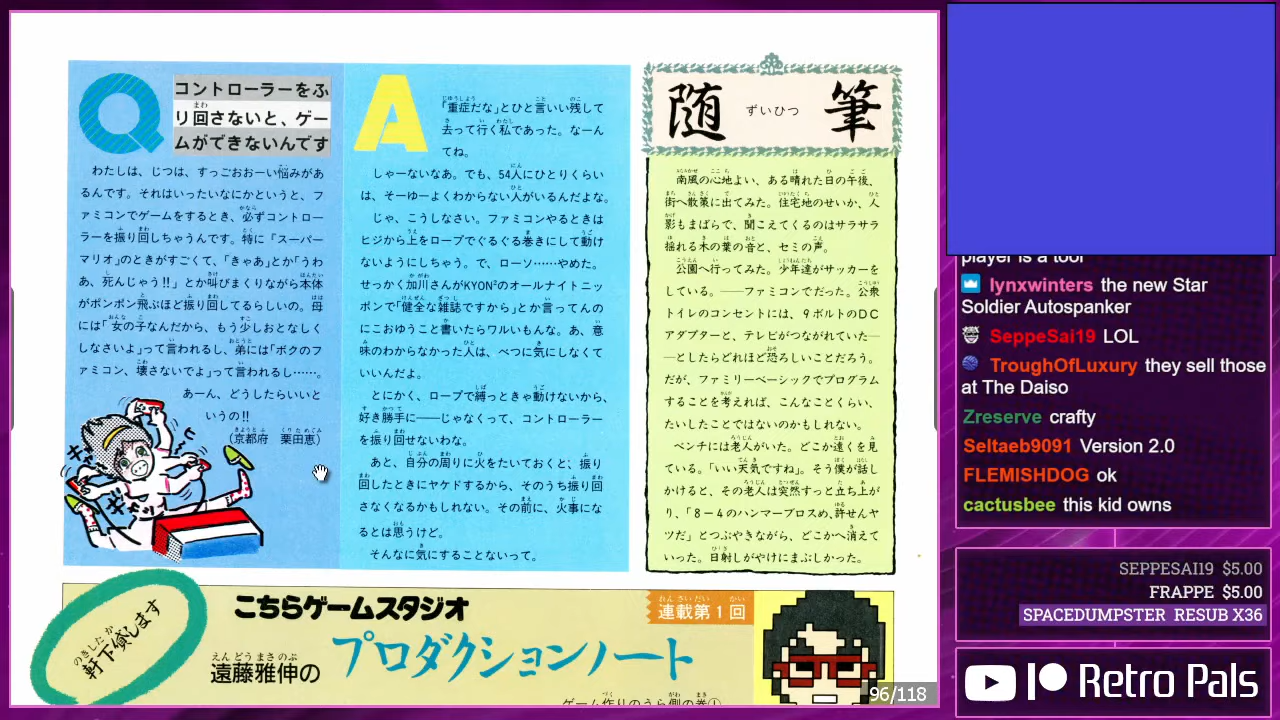 Q
コントローラーをふ
り回さないと、ゲー
ムができないんです
わたしは、じつは、すっごおおーい悩みがあ
るんです。それはいったいなにかというと、フ
ァミコンでゲームをするとき、必ずコントロー
ラーを振り回しちゃうんです。特に『スーパー
マリオ』のときがすごくて、「きゃあ」とか「うわ
あ、死んじゃう!!」とか叫びまくりながら本体
がポンポン飛ぶほど振り回してるらしいの。母
には「女の子なんだから、もう少しおとなしく
しなさいよ」って言われるし、弟には「ボクのフ
ァミコン、壊さないでよ」って言われるし……。
あーん、どうしたらいいと
いうの!!
(京都府 栗田恵)
A
「重症だな」とひと言いい残して
去って行く私であった。なーん
てね。
しゃーないなあ。でも、54人にひとりくらい
は、そーゆーよくわからない人がいるんだよな。
じゃ、こうしなさい。ファミコンやるときは
ヒジから上をロープでぐるぐる巻きにして動け
ないようにしちゃう。で、ローソ……やめた。
せっかく加川さんがKYON²のオールナイトニッ
ポンで「健全な雑誌ですから」とか言ってんの
にこおゆうこと書いたらワルいもんな。あ、意
味のわからなかった人は、べつに気にしなくて
いいんだよ。
とにかく、ロープで縛っときゃ動けないから、
好き勝手に──じゃなくって、コントローラー
を振り回せないわな。
あと、自分の周りに火をたいておくと、振り
回したときにヤケドするから、そのうち振り回
さなくなるかもしれない。その前に、火事にな
るとは思うけど。
そんなに気にすることないって。
随 ずいひつ 筆
南風の心地よい、ある晴れた日の午後、
街へ散策に出てみた。住宅地のせいか、人
影もまばらで、聞こえてくるのはサラサラ
揺れる木の葉の音と、セミの声。
公園へ行ってみた。少年達がサッカーを
している。──ファミコンでだった。公衆
トイレのコンセントには、9ボルトのDC
アダプターと、テレビがつながれていた─
─としたらどれほど恐ろしいことだろう。
だが、ファミリーベーシックでプログラム
することを考えれば、こんなことくらい、
たいしたことではないのかもしれない。
ベンチには老人がいた。どこか遠くを見
ている。「いい天気ですね」。そう僕が話し
かけると、その老人は突然すっと立ち上が
り、「8－4のハンマーブロスめ、許せんヤ
ツだ」とつぶやきながら、どこかへ消えて
いった。日射しがやけにまぶしかった。
軒下貸します
こちらゲームスタジオ
連載第1回
遠藤雅伸の
プロダクションノート
ゲーム作りのうら側の巻①
96/118
player is a tool
lynxwinters the new Star
Soldier Autospanker
SeppeSai19 LOL
TroughOfLuxury they sell those
at The Daiso
Zreserve crafty
Seltaeb9091 Version 2.0
FLEMISHDOG ok
cactusbee this kid owns
SEPPESAI19 $5.00
FRAPPE $5.00
SPACEDUMPSTER RESUB X36
Retro Pals